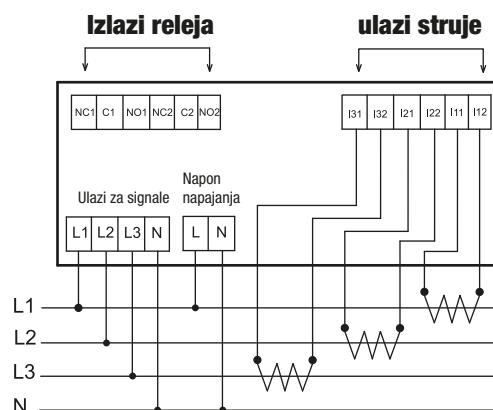 Izlazi releja
ulazi struje
NC1 C1 NO1 NC2 C2 NO2
I31 I32 I21 I22 I11 I12
Ulazi za signale
Napon
napajanja
L1 L2 L3 N
L N
L1
L2
L3
N